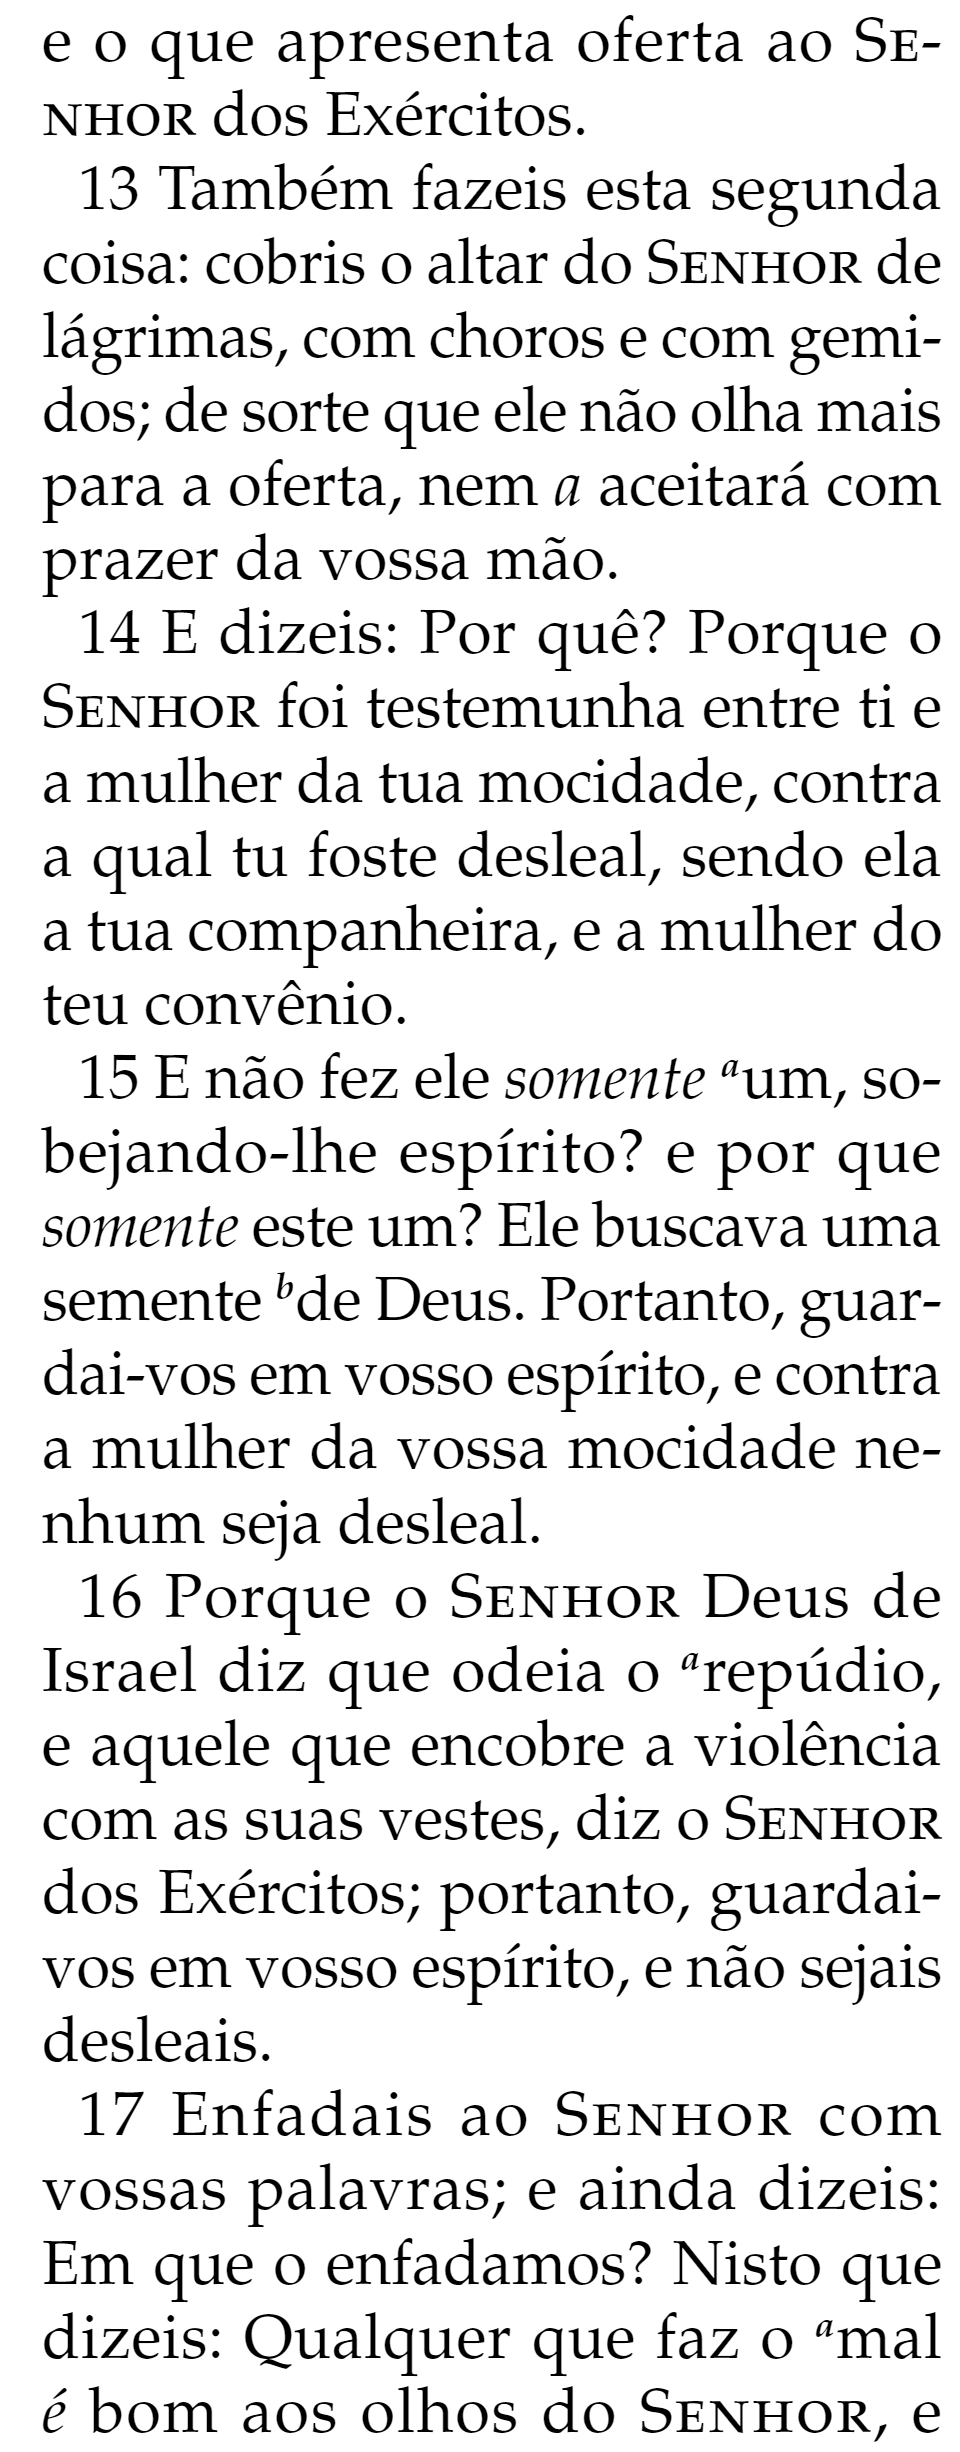 e o que apresenta oferta ao SE-
NHOR dos Exércitos.
13 Também fazeis esta segunda
coisa: cobris o altar do SENHOR de
lágrimas, com choros e com gemi-
dos; de sorte que ele não olha mais
para a oferta, nem a aceitará com
prazer da vossa mão.
14 E dizeis: Por quê? Porque o
SENHOR foi testemunha entre ti e
a mulher da tua mocidade, contra
a qual tu foste desleal, sendo ela
a tua companheira, e a mulher do
teu convênio.
15 E não fez ele somente aum, so-
bejando-lhe espírito? e por que
somente este um? Ele buscava uma
semente bde Deus. Portanto, guar-
dai-vos em vosso espírito, e contra
a mulher da vossa mocidade ne-
nhum seja desleal.
16 Porque o SENHOR Deus de
Israel diz que odeia o arepúdio,
e aquele que encobre a violência
com as suas vestes, diz o SENHOR
dos Exércitos; portanto, guardai-
vos em vosso espírito, e não sejais
desleais.
17 Enfadais ao SENHOR com
vossas palavras; e ainda dizeis:
Em que o enfadamos? Nisto que
dizeis: Qualquer que faz o amal
é bom aos olhos do SENHOR, e